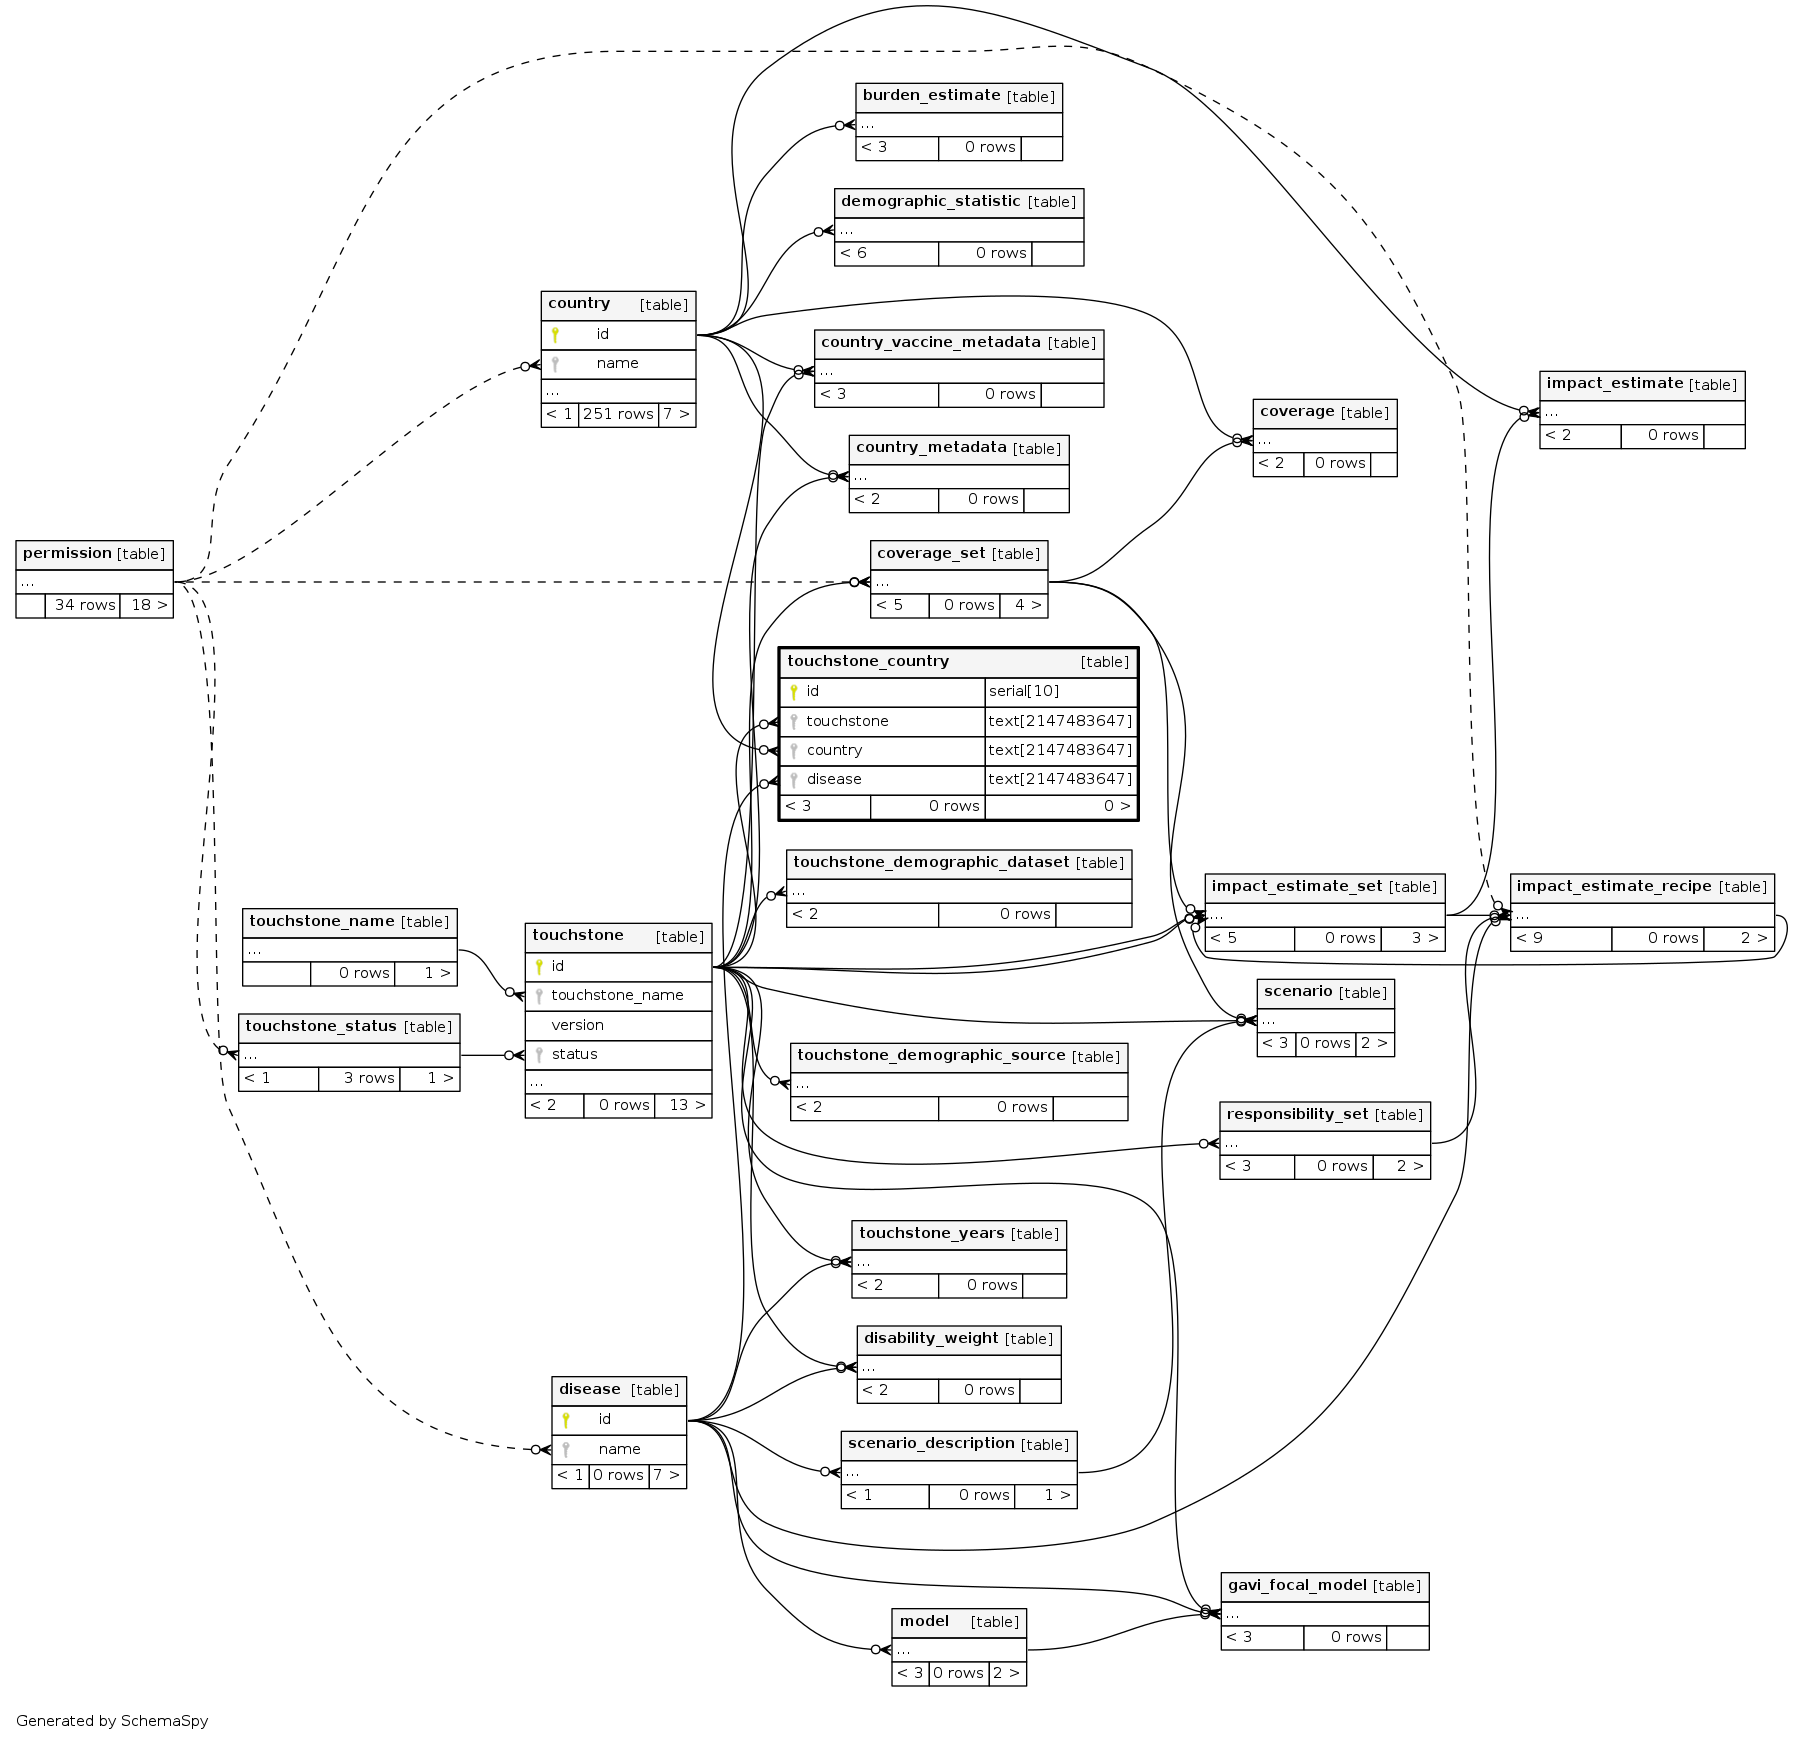 burden_estimate [table]
...
< 3 0 rows
demographic_statistic [table]
...
< 6 0 rows
country [table]
id
name
...
< 1 251 rows 7 >
country_vaccine_metadata [table]
...
< 3 0 rows
impact_estimate [table]
...
< 2 0 rows
coverage [table]
...
< 2 0 rows
country_metadata [table]
...
< 2 0 rows
permission [table]
...
34 rows 18 >
coverage_set [table]
...
< 5 0 rows 4 >
touchstone_country [table]
id serial[10]
touchstone text[2147483647]
country text[2147483647]
disease text[2147483647]
< 3 0 rows 0 >
touchstone_demographic_dataset [table]
...
< 2 0 rows
impact_estimate_set [table]
...
< 5 0 rows 3 >
impact_estimate_recipe [table]
...
< 9 0 rows 2 >
touchstone_name [table]
...
0 rows 1 >
touchstone [table]
id
touchstone_name
version
status
...
< 2 0 rows 13 >
scenario [table]
...
< 3 0 rows 2 >
touchstone_status [table]
...
< 1 3 rows 1 >
touchstone_demographic_source [table]
...
< 2 0 rows
responsibility_set [table]
...
< 3 0 rows 2 >
touchstone_years [table]
...
< 2 0 rows
disability_weight [table]
...
< 2 0 rows
disease [table]
id
name
< 1 0 rows 7 >
scenario_description [table]
...
< 1 0 rows 1 >
gavi_focal_model [table]
...
< 3 0 rows
model [table]
...
< 3 0 rows 2 >
Generated by SchemaSpy